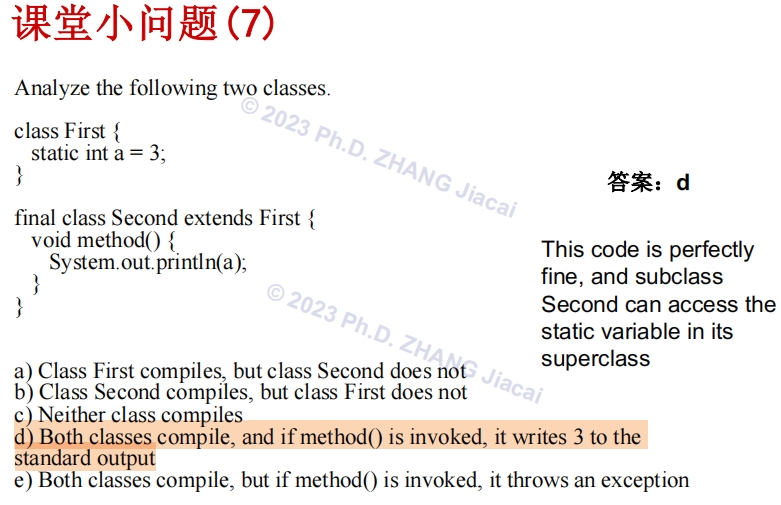 课堂小问题(7)
Analyze the following two classes.
class First {
static int a = 3;
}
final class Second extends First {
void method() {
System.out.println(a);
}
}
答案：d
This code is perfectly
fine, and subclass
Second can access the
static variable in its
superclass
a) Class First compiles, but class Second does not
b) Class Second compiles, but class First does not
c) Neither class compiles
d) Both classes compile, and if method() is invoked, it writes 3 to the
standard output
e) Both classes compile, but if method() is invoked, it throws an exception
© 2023 Ph.D. ZHANG Jiacai
© 2023 Ph.D. ZHANG Jiacai